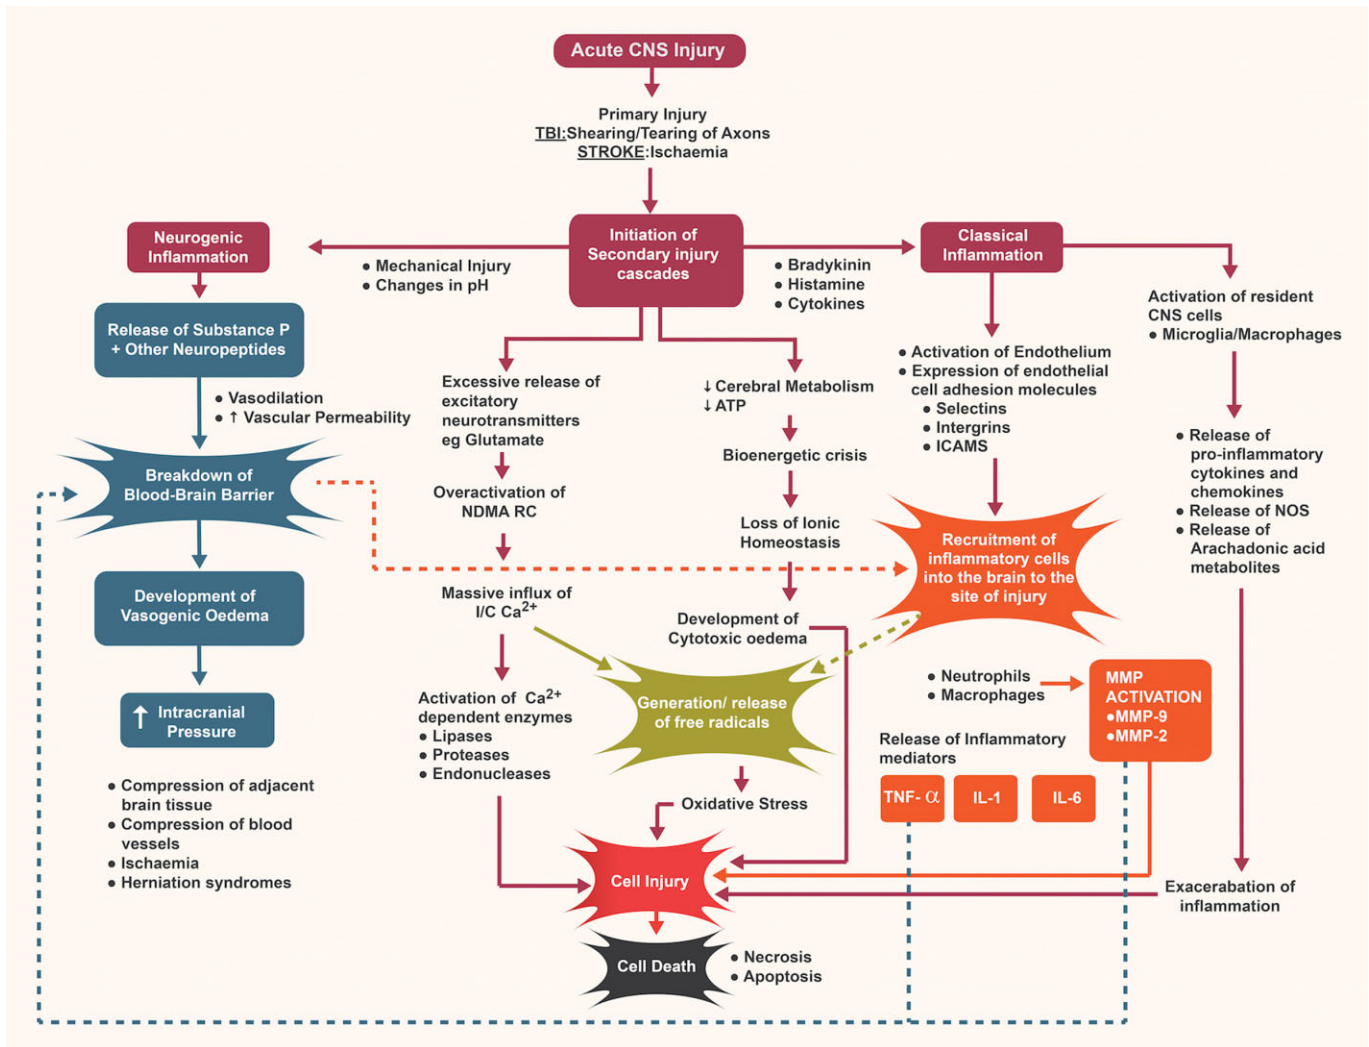 Acute CNS Injury
Primary Injury
TBI:Shearing/Tearing of Axons
STROKE:Ischaemia
Neurogenic
Inflammation
● Mechanical Injury
● Changes in pH
Initiation of
Secondary injury
cascades
● Bradykinin
● Histamine
● Cytokines
Classical
Inflammation
Release of Substance P
+ Other Neuropeptides
● Vasodilation
● ↑ Vascular Permeability
Breakdown of
Blood-Brain Barrier
Development of
Vasogenic Oedema
↑ Intracranial
Pressure
● Compression of adjacent
brain tissue
● Compression of blood
vessels
● Ischaemia
● Herniation syndromes
Excessive release of
excitatory
neurotransmitters
eg Glutamate
Overactivation of
NDMA RC
Massive influx of
I/C Ca²⁺
Activation of Ca²⁺
dependent enzymes
● Lipases
● Proteases
● Endonucleases
↓ Cerebral Metabolism
↓ ATP
Bioenergetic crisis
Loss of Ionic
Homeostasis
Development of
Cytotoxic oedema
Generation/ release
of free radicals
Oxidative Stress
Cell Injury
Cell Death
● Necrosis
● Apoptosis
● Activation of Endothelium
● Expression of endothelial
cell adhesion molecules
● Selectins
● Intergrins
● ICAMS
Recruitment of
inflammatory cells
into the brain to the
site of injury
● Neutrophils
● Macrophages
MMP
ACTIVATION
●MMP-9
●MMP-2
Release of Inflammatory
mediators
TNF- α
IL-1
IL-6
Activation of resident
CNS cells
● Microglia/Macrophages
● Release of
pro-inflammatory
cytokines and
chemokines
● Release of NOS
● Release of
Arachadonic acid
metabolites
Exacerabation of
inflammation